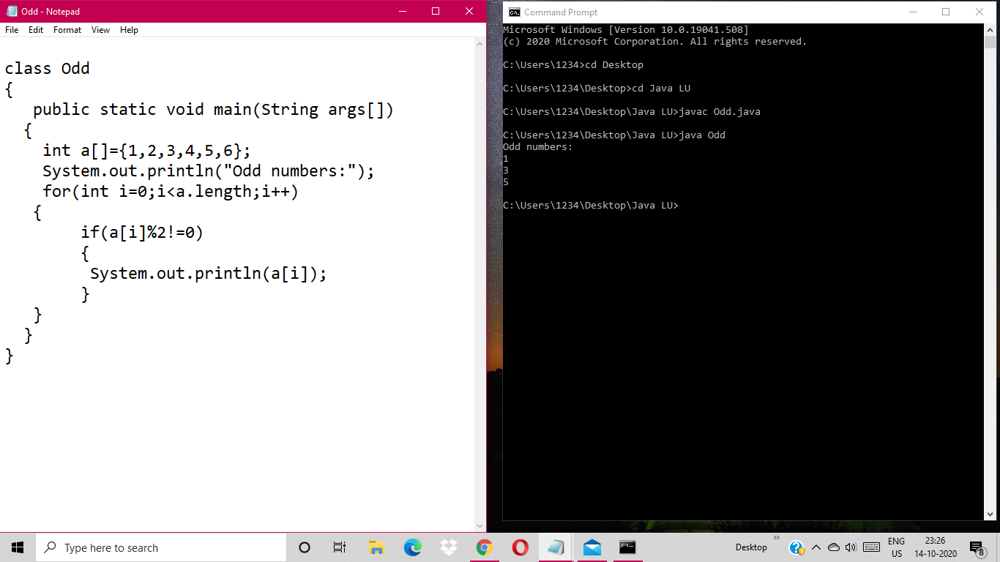 Odd - Notepad
File Edit Format View Help
class Odd
{
public static void main(String args[])
{
int a[]={1,2,3,4,5,6};
System.out.println("Odd numbers:");
for(int i=0;i<a.length;i++)
{
if(a[i]%2!=0)
{
System.out.println(a[i]);
}
}
}
}
Command Prompt
Microsoft Windows [Version 10.0.19041.508]
(c) 2020 Microsoft Corporation. All rights reserved.
C:\Users\1234>cd Desktop
C:\Users\1234\Desktop>cd Java LU
C:\Users\1234\Desktop\Java LU>javac Odd.java
C:\Users\1234\Desktop\Java LU>java Odd
Odd numbers:
1
3
5
C:\Users\1234\Desktop\Java LU>
Type here to search
Desktop
ENG
US
23:26
14-10-2020
8